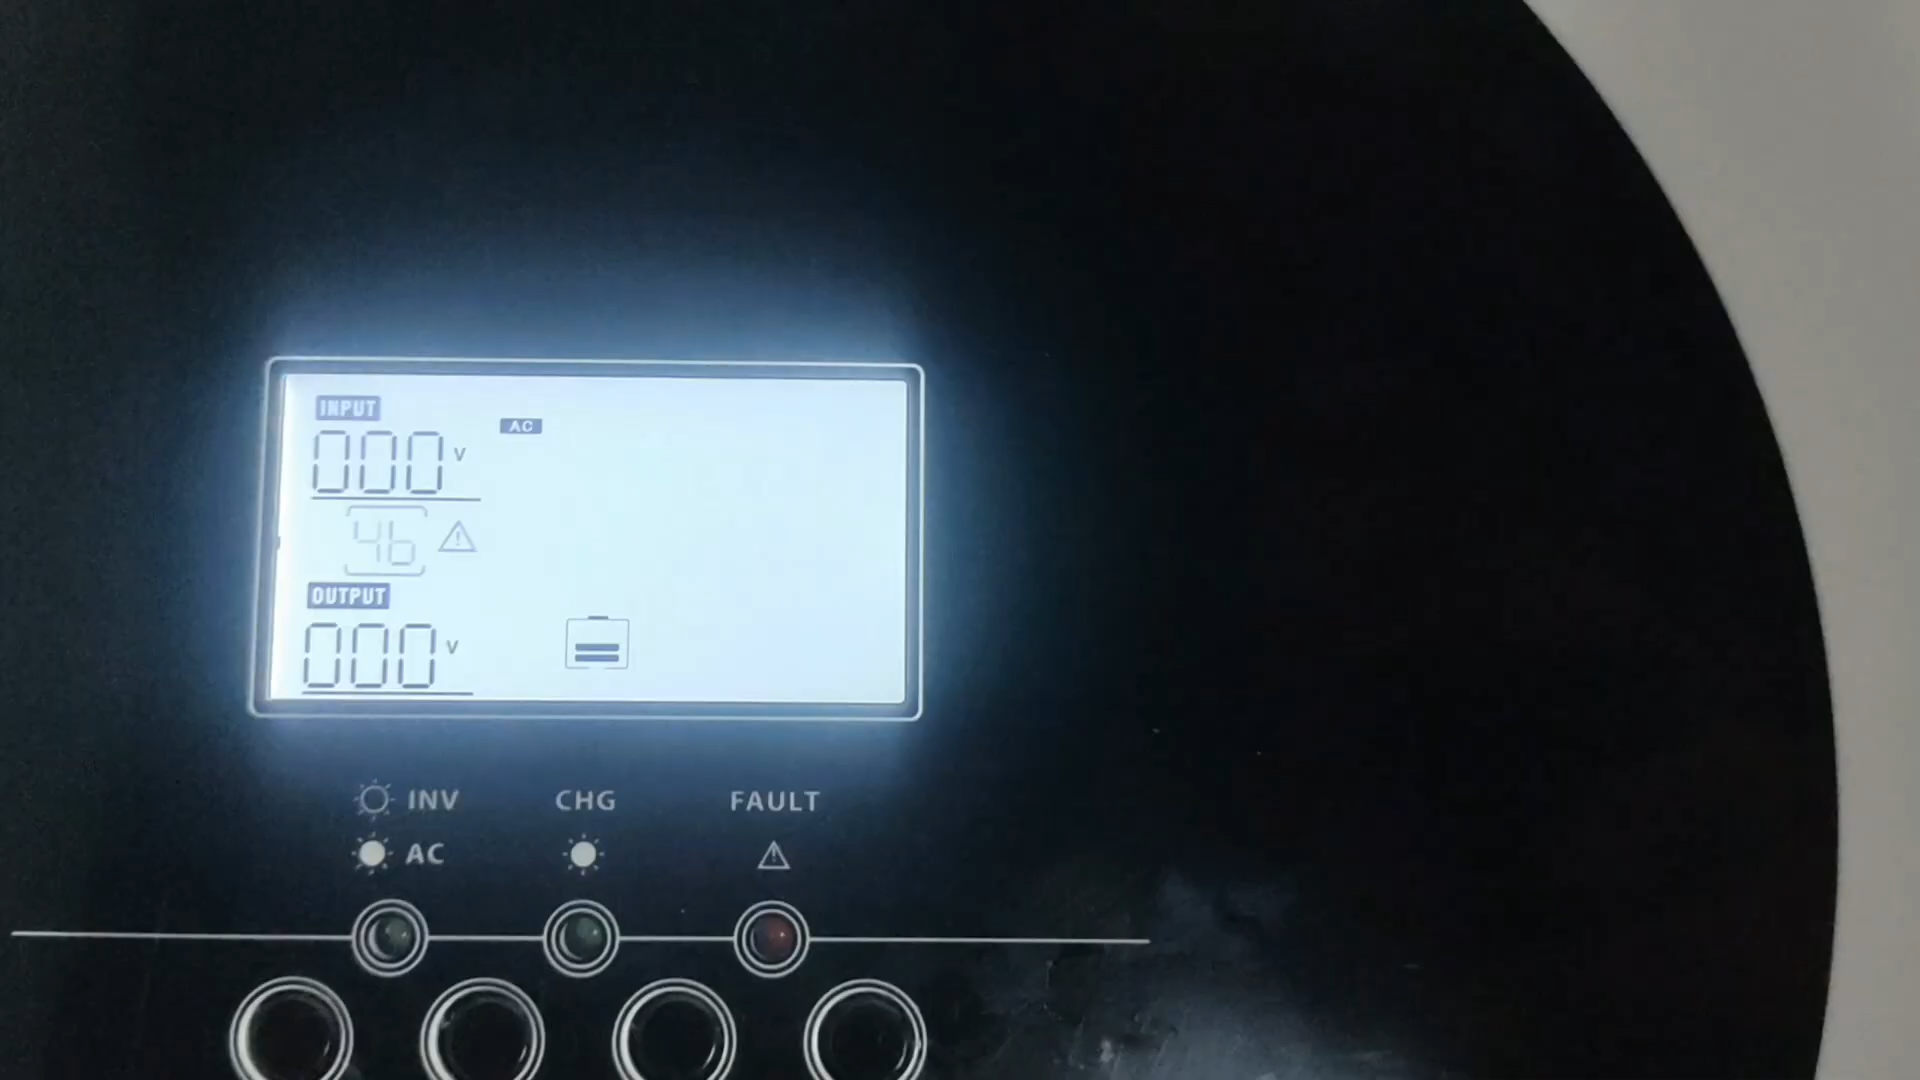 INPUT
AC
000 V
46
OUTPUT
000 V
INV CHG FAULT
AC